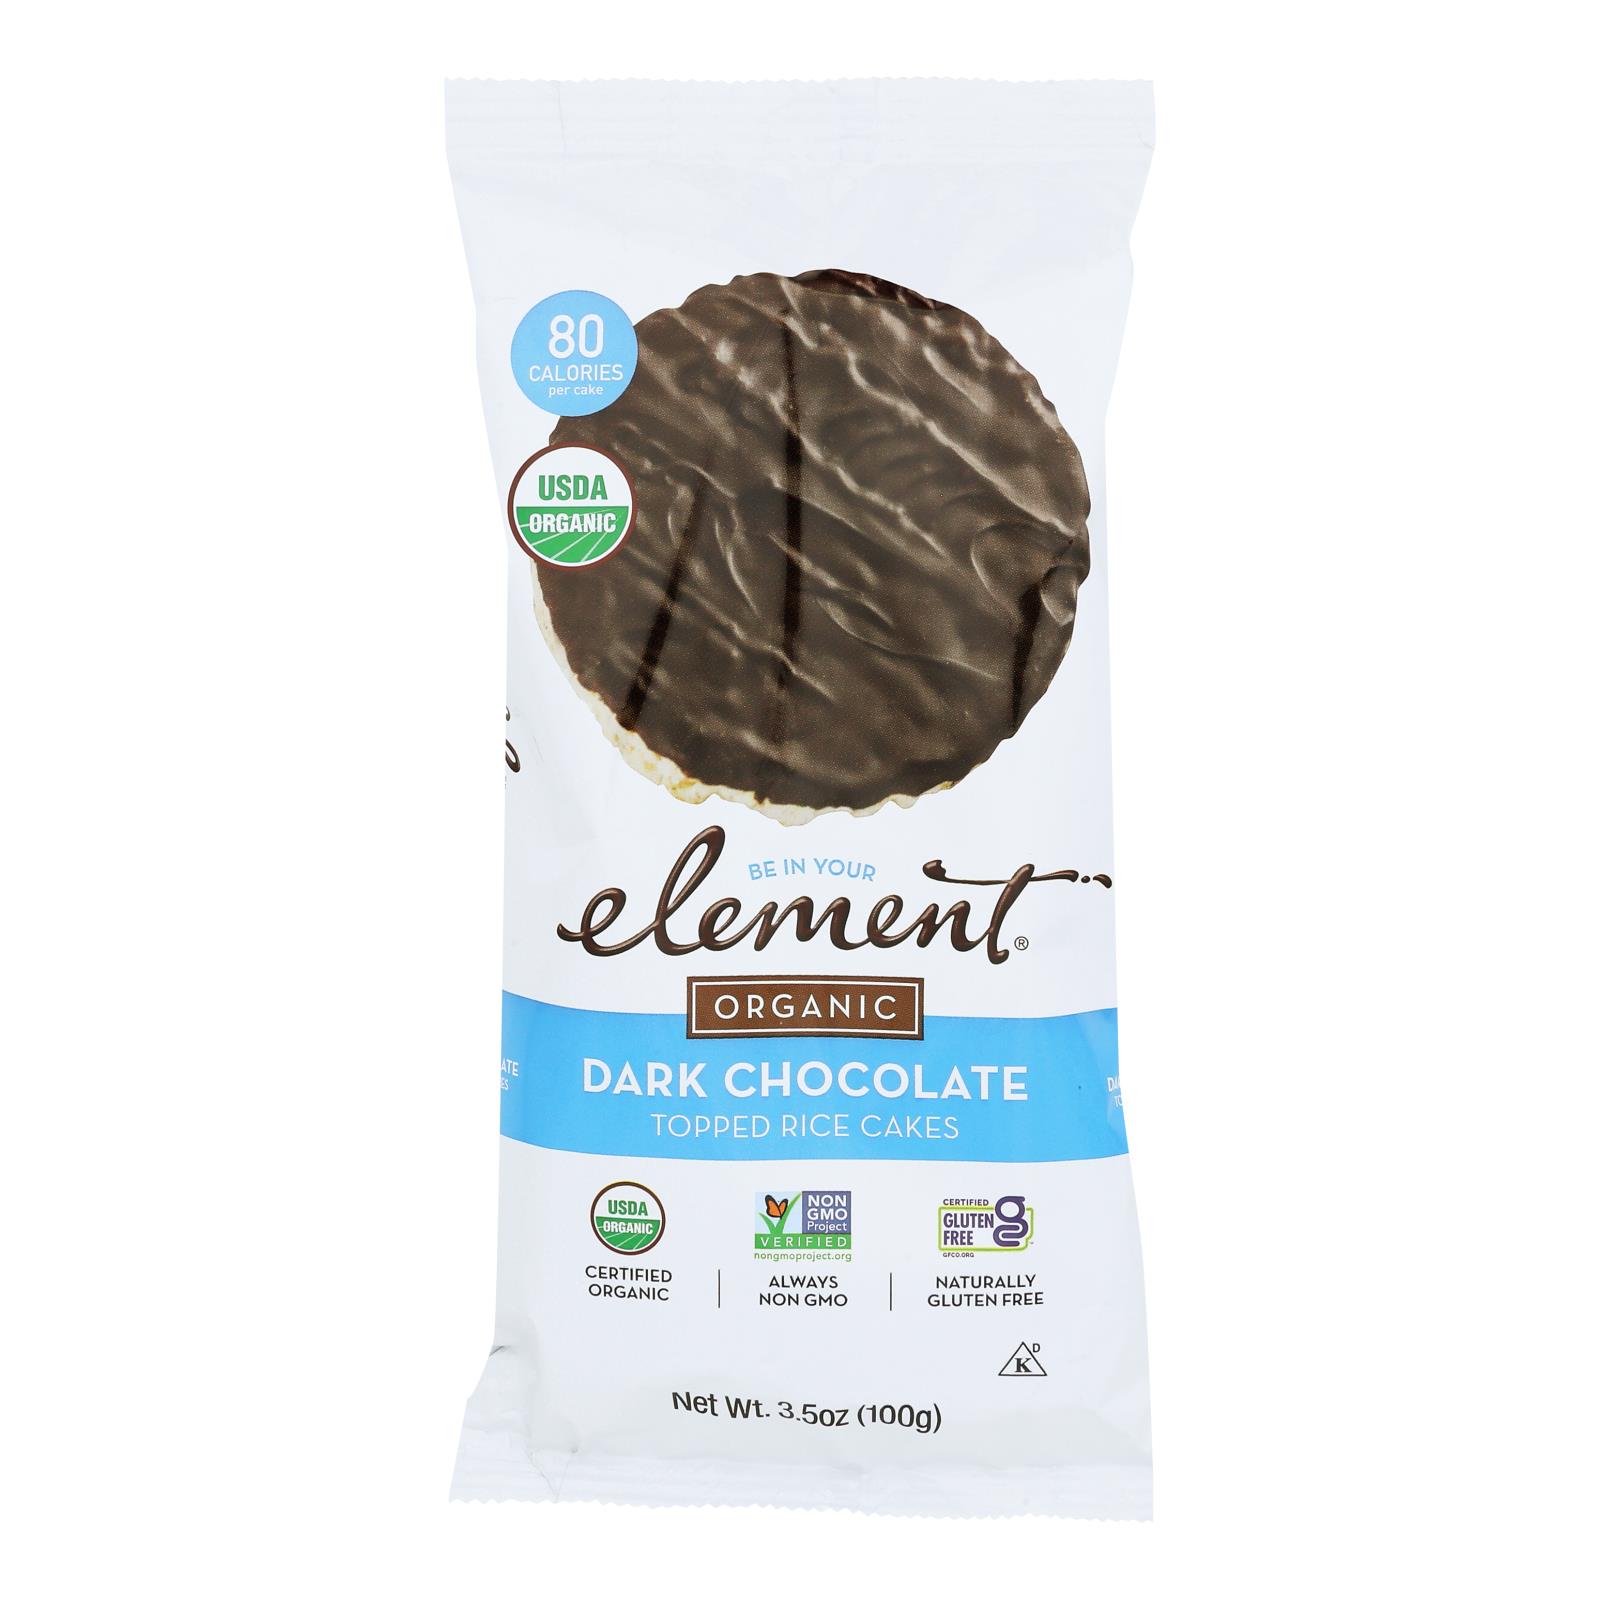 80
CALORIES
per cake
USDA
ORGANIC
BE IN YOUR
element®
ORGANIC
DARK CHOCOLATE
TOPPED RICE CAKES
USDA
ORGANIC
CERTIFIED
ORGANIC
NON
GMO
Project
VERIFIED
nongmoproject.org
ALWAYS
NON GMO
CERTIFIED
GLUTEN
FREE
GFCO.ORG
NATURALLY
GLUTEN FREE
K D
Net Wt. 3.5oz (100g)